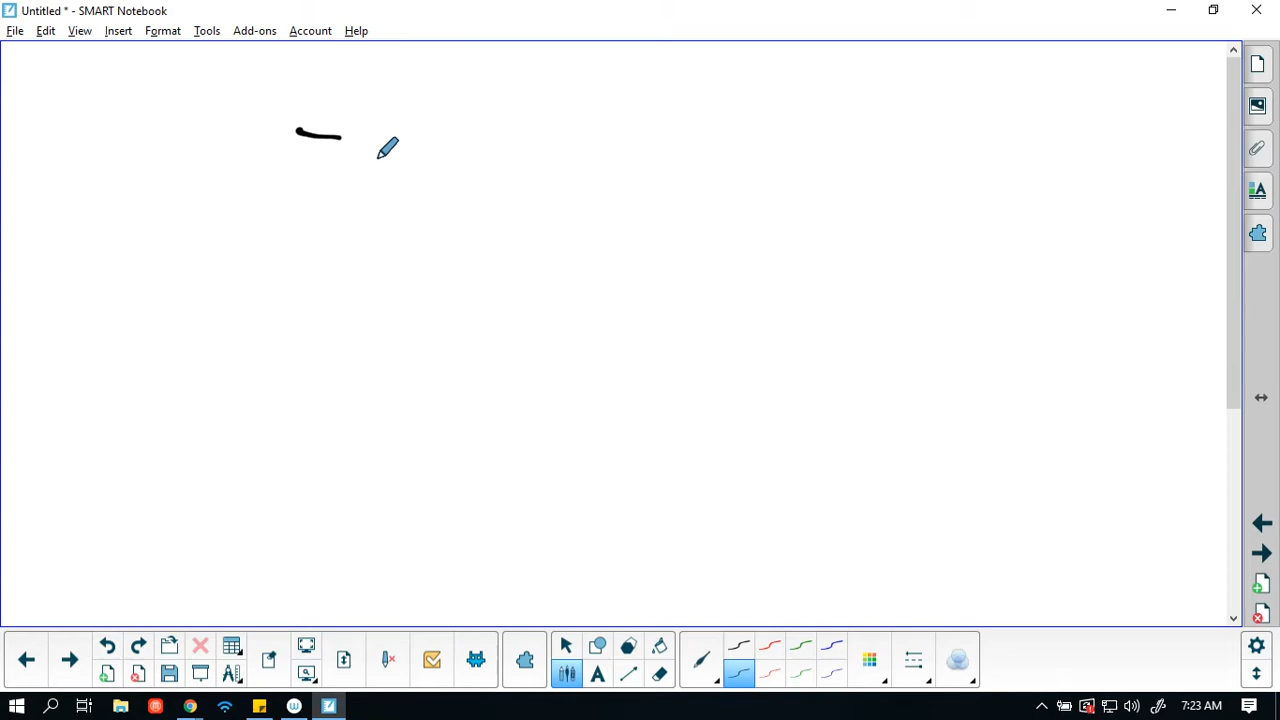 Untitled * - SMART Notebook
File Edit View Insert Format Tools Add-ons Account Help
7:23 AM